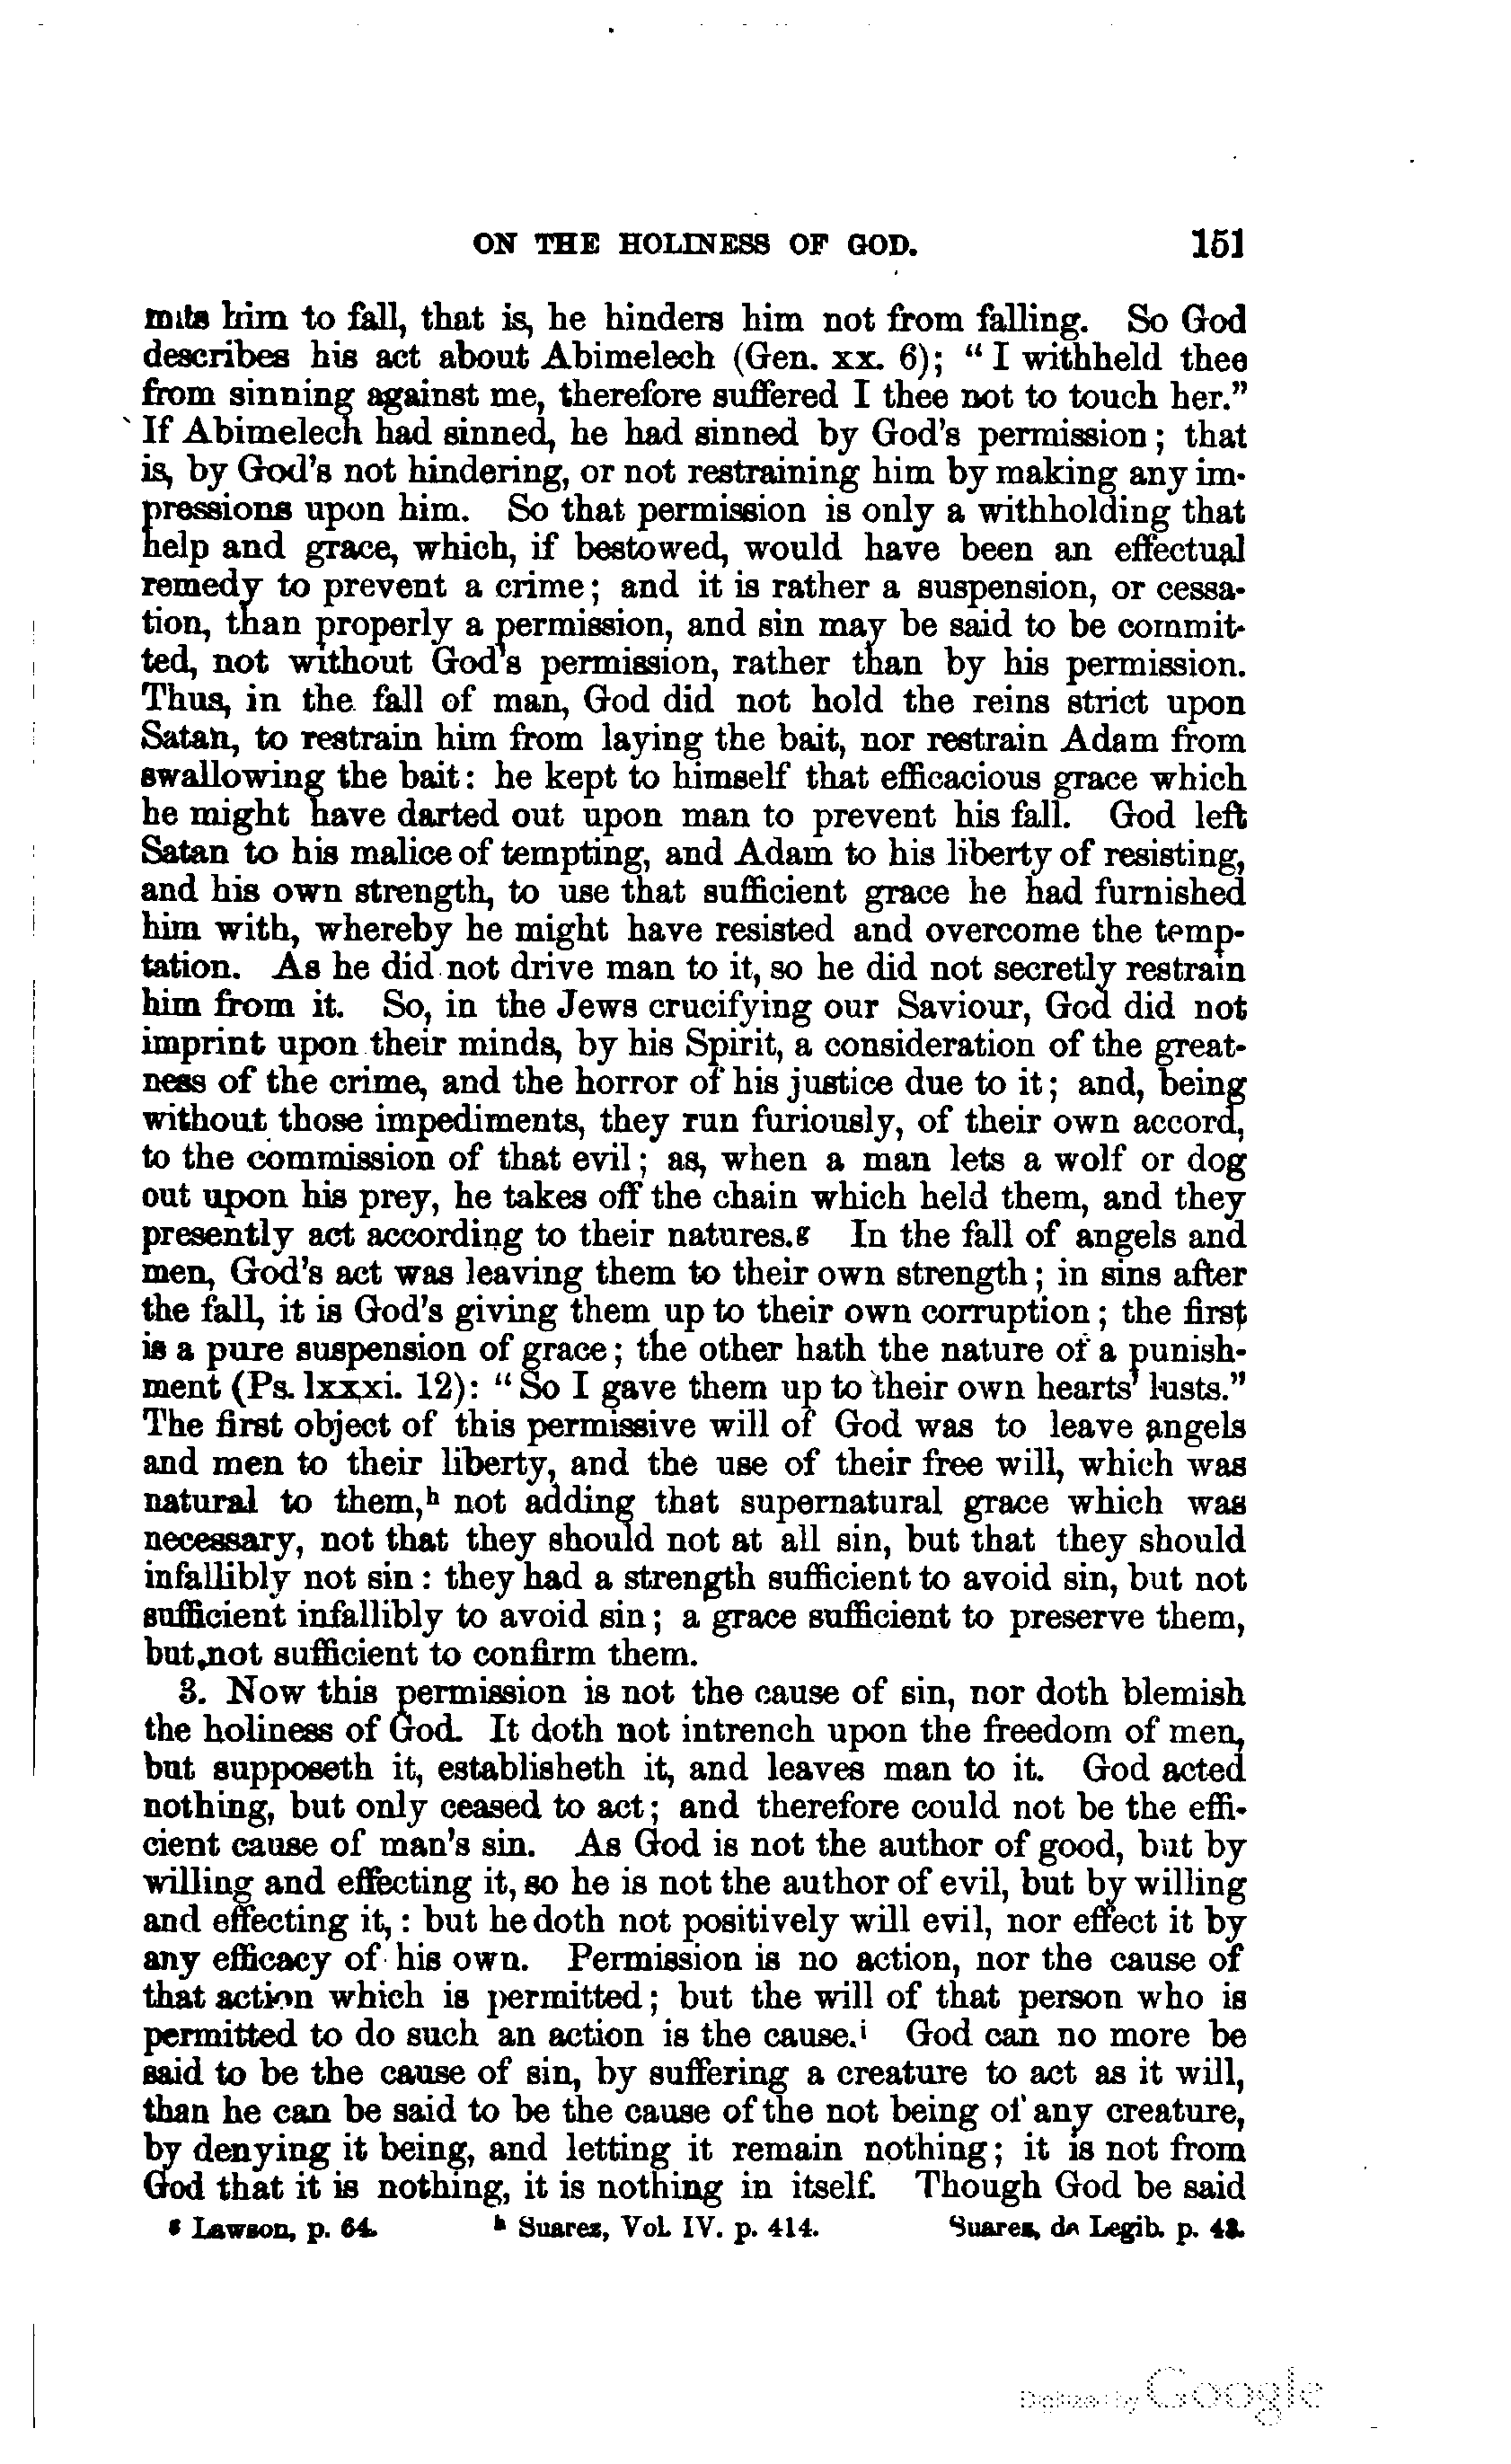 ON THE HOLINESS OF GOD. 151
mits him to fall, that is, he hinders him not from falling. So God
describes his act about Abimelech (Gen. xx. 6); “I withheld thee
from sinning against me, therefore suffered I thee not to touch her.”
If Abimelech had sinned, he had sinned by God's permission; that
is, by God's not hindering, or not restraining him by making any im-
pressions upon him. So that permission is only a withholding that
help and grace, which, if bestowed, would have been an effectual
remedy to prevent a crime; and it is rather a suspension, or cessa-
tion, than properly a permission, and sin may be said to be commit-
ted, not without God's permission, rather than by his permission.
Thus, in the fall of man, God did not hold the reins strict upon
Satan, to restrain him from laying the bait, nor restrain Adam from
swallowing the bait: he kept to himself that efficacious grace which
he might have darted out upon man to prevent his fall. God left
Satan to his malice of tempting, and Adam to his liberty of resisting,
and his own strength, to use that sufficient grace he had furnished
him with, whereby he might have resisted and overcome the temp-
tation. As he did not drive man to it, so he did not secretly restrain
him from it. So, in the Jews crucifying our Saviour, God did not
imprint upon their minds, by his Spirit, a consideration of the great-
ness of the crime, and the horror of his justice due to it; and, being
without those impediments, they run furiously, of their own accord,
to the commission of that evil; as, when a man lets a wolf or dog
out upon his prey, he takes off the chain which held them, and they
presently act according to their natures.g In the fall of angels and
men, God's act was leaving them to their own strength; in sins after
the fall, it is God's giving them up to their own corruption; the first
is a pure suspension of grace; the other hath the nature of a punish-
ment (Ps. lxxxi. 12): “So I gave them up to their own hearts' lusts.”
The first object of this permissive will of God was to leave angels
and men to their liberty, and the use of their free will, which was
natural to them,h not adding that supernatural grace which was
necessary, not that they should not at all sin, but that they should
infallibly not sin: they had a strength sufficient to avoid sin, but not
sufficient infallibly to avoid sin; a grace sufficient to preserve them,
but not sufficient to confirm them.
3. Now this permission is not the cause of sin, nor doth blemish
the holiness of God. It doth not intrench upon the freedom of men,
but supposeth it, establisheth it, and leaves man to it. God acted
nothing, but only ceased to act; and therefore could not be the effi-
cient cause of man's sin. As God is not the author of good, but by
willing and effecting it, so he is not the author of evil, but by willing
and effecting it,: but he doth not positively will evil, nor effect it by
any efficacy of his own. Permission is no action, nor the cause of
that action which is permitted; but the will of that person who is
permitted to do such an action is the cause.i God can no more be
said to be the cause of sin, by suffering a creature to act as it will,
than he can be said to be the cause of the not being of any creature,
by denying it being, and letting it remain nothing; it is not from
God that it is nothing, it is nothing in itself. Though God be said
g Lawson, p. 64. h Suarez, Vol. IV. p. 414. Suares, de Legib. p. 43.
Digitized by Google